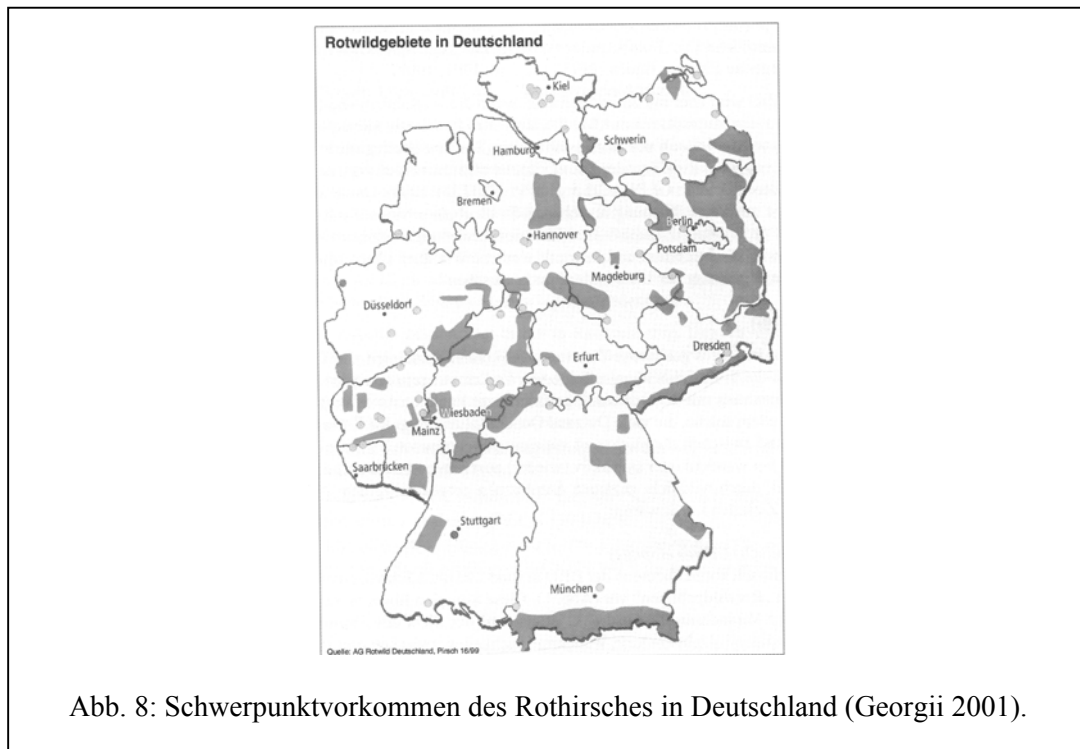 Rotwildgebiete in Deutschland
Kiel
Schwerin
Hamburg
Bremen
Berlin
Hannover
Potsdam
Magdeburg
Düsseldorf
Dresden
Erfurt
Wiesbaden
Mainz
Saarbrücken
Stuttgart
München
Quelle: AG Rotwild Deutschland, Pirsch 16/99
Abb. 8: Schwerpunktvorkommen des Rothirsches in Deutschland (Georgii 2001).